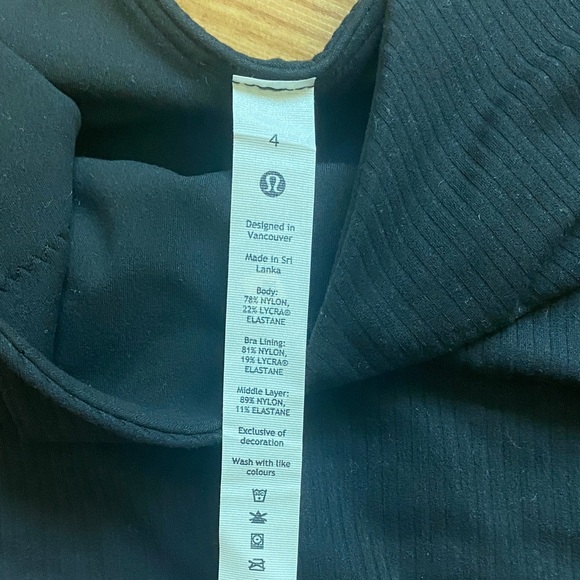 4
Designed in
Vancouver
Made in Sri
Lanka
Body:
78% NYLON,
22% LYCRA®
ELASTANE
Bra Lining:
81% NYLON,
19% LYCRA®
ELASTANE
Middle Layer:
89% NYLON,
11% ELASTANE
Exclusive of
decoration
Wash with like
colours